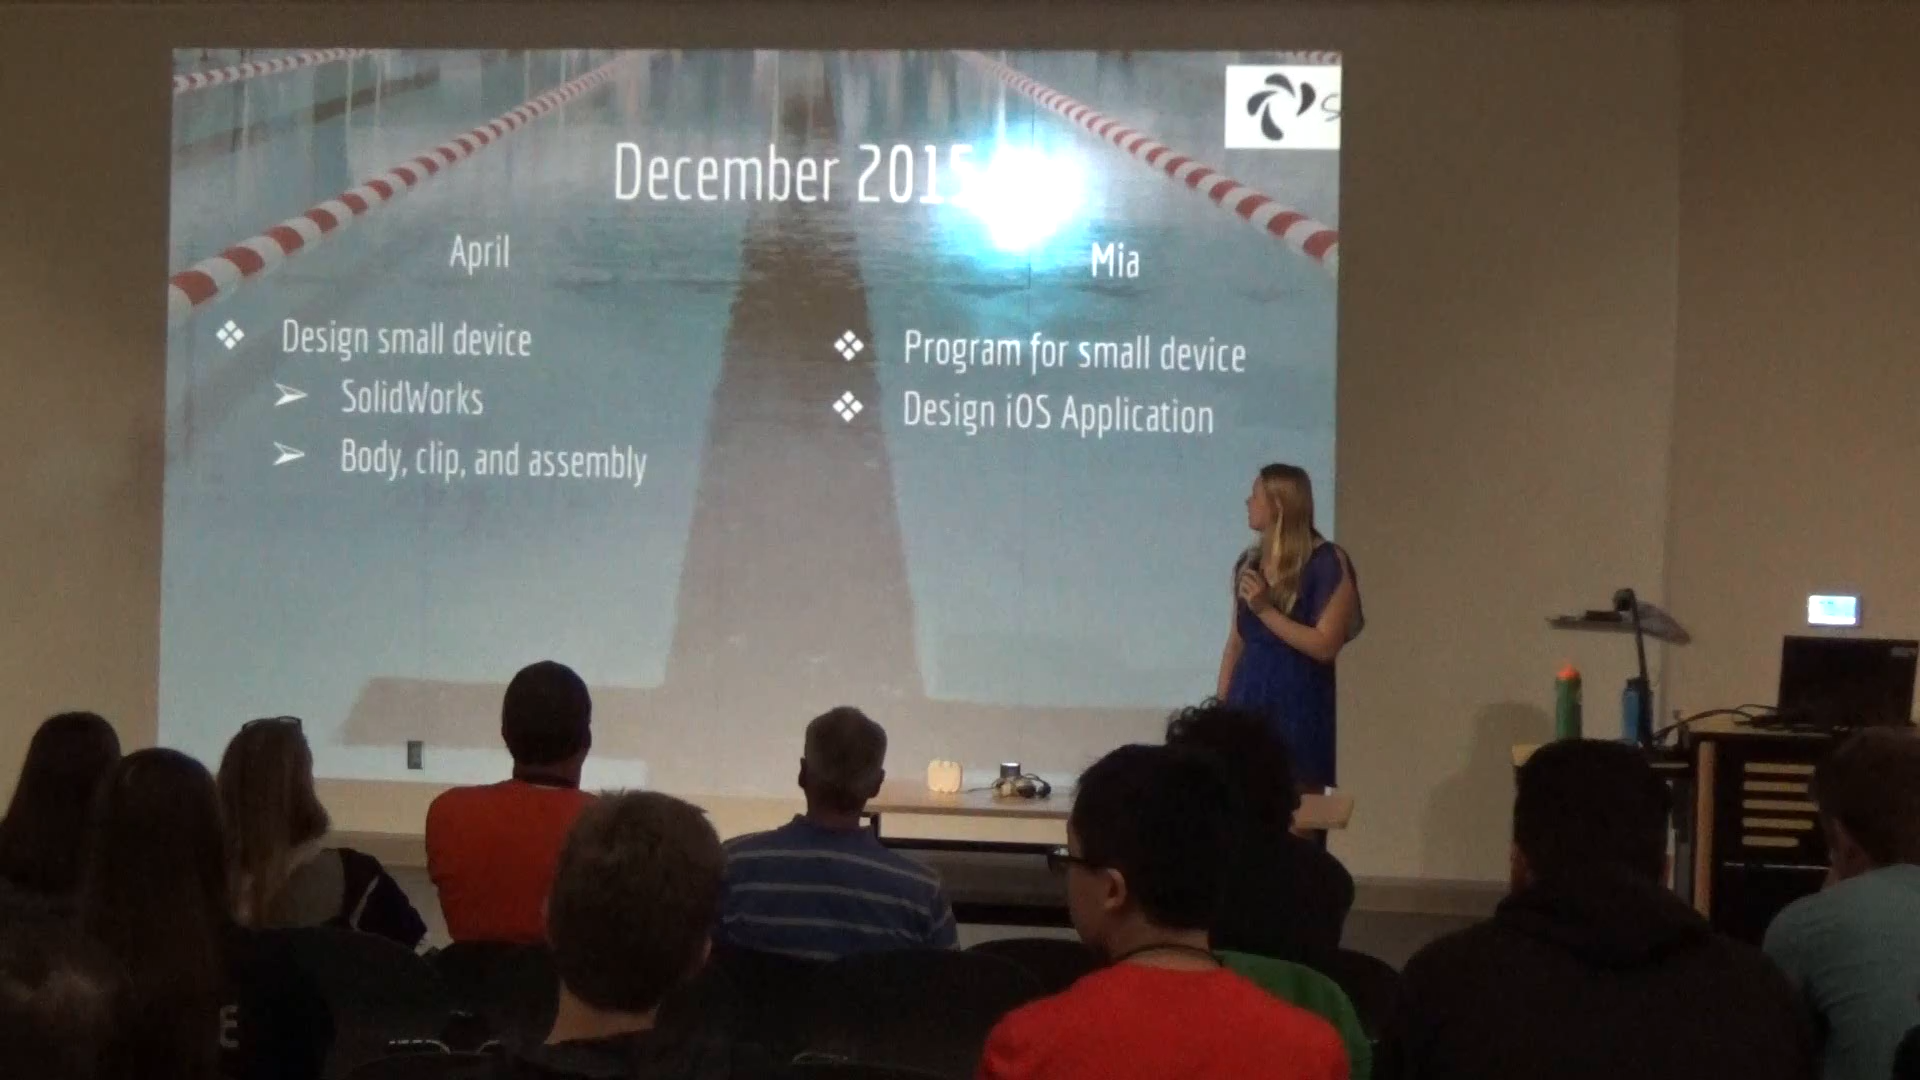 December 2015
April
Mia
❖ Design small device
➢ SolidWorks
➢ Body, clip, and assembly
❖ Program for small device
❖ Design iOS Application
S
E